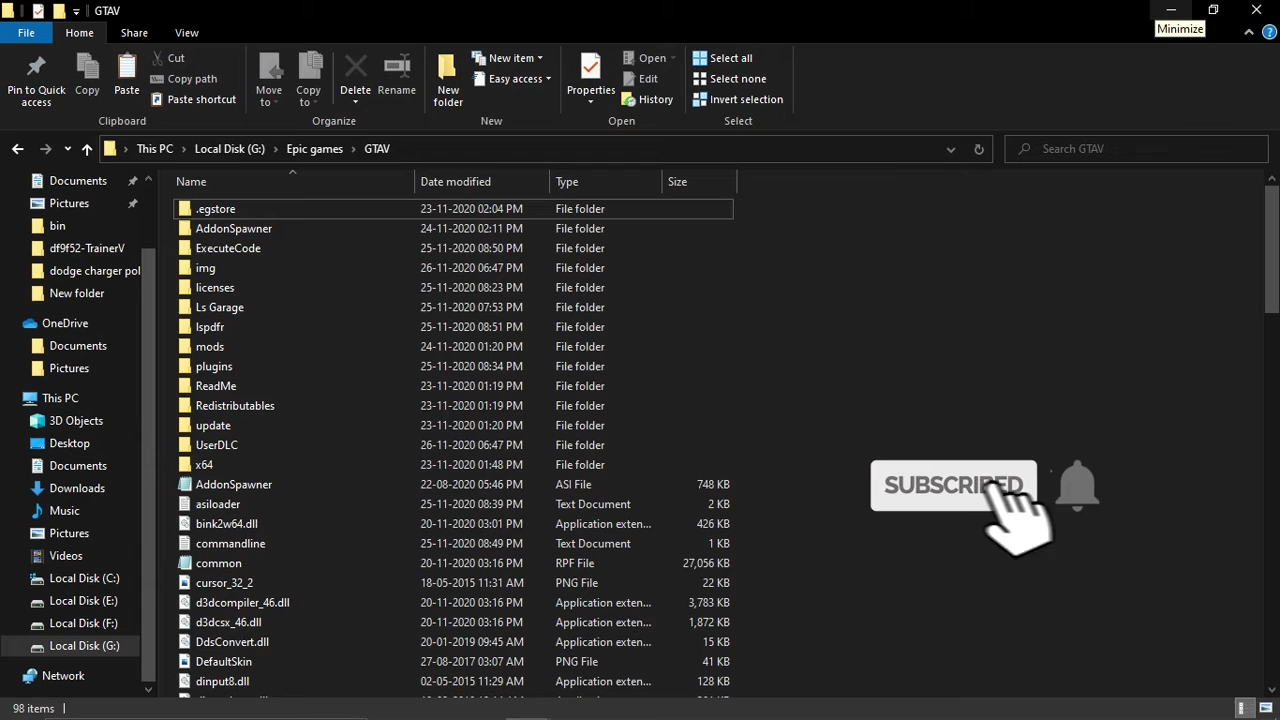 GTAV
Minimize
File Home Share View
Pin to Quick access
Copy
Paste
Cut
Copy path
Paste shortcut
Clipboard
Move to
Copy to
Delete
Rename
Organize
New folder
New item
Easy access
New
Properties
Open
Edit
History
Open
Select all
Select none
Invert selection
Select
This PC Local Disk (G:) Epic games GTAV
Search GTAV
Documents
Pictures
bin
df9f52-TrainerV
dodge charger pol
New folder
OneDrive
Documents
Pictures
This PC
3D Objects
Desktop
Documents
Downloads
Music
Pictures
Videos
Local Disk (C:)
Local Disk (E:)
Local Disk (F:)
Local Disk (G:)
Network
Name Date modified Type Size
.egstore 23-11-2020 02:04 PM File folder
AddonSpawner 24-11-2020 02:11 PM File folder
ExecuteCode 25-11-2020 08:50 PM File folder
img 26-11-2020 06:47 PM File folder
licenses 25-11-2020 08:23 PM File folder
Ls Garage 25-11-2020 07:53 PM File folder
lspdfr 25-11-2020 08:51 PM File folder
mods 24-11-2020 01:20 PM File folder
plugins 25-11-2020 08:34 PM File folder
ReadMe 23-11-2020 01:19 PM File folder
Redistributables 23-11-2020 01:19 PM File folder
update 23-11-2020 01:20 PM File folder
UserDLC 26-11-2020 06:47 PM File folder
x64 23-11-2020 01:48 PM File folder
AddonSpawner 22-08-2020 05:46 PM ASI File 748 KB
asiloader 25-11-2020 08:39 PM Text Document 2 KB
bink2w64.dll 20-11-2020 03:01 PM Application exten... 426 KB
commandline 25-11-2020 08:49 PM Text Document 1 KB
common 20-11-2020 03:16 PM RPF File 27,056 KB
cursor_32_2 18-05-2015 11:31 AM PNG File 22 KB
d3dcompiler_46.dll 20-11-2020 03:16 PM Application exten... 3,783 KB
d3dcsx_46.dll 20-11-2020 03:16 PM Application exten... 1,872 KB
DdsConvert.dll 20-01-2019 09:45 AM Application exten... 15 KB
DefaultSkin 27-08-2017 03:07 AM PNG File 41 KB
dinput8.dll 02-05-2015 11:31 AM Application exten... 128 KB
SUBSCRIBED
98 items